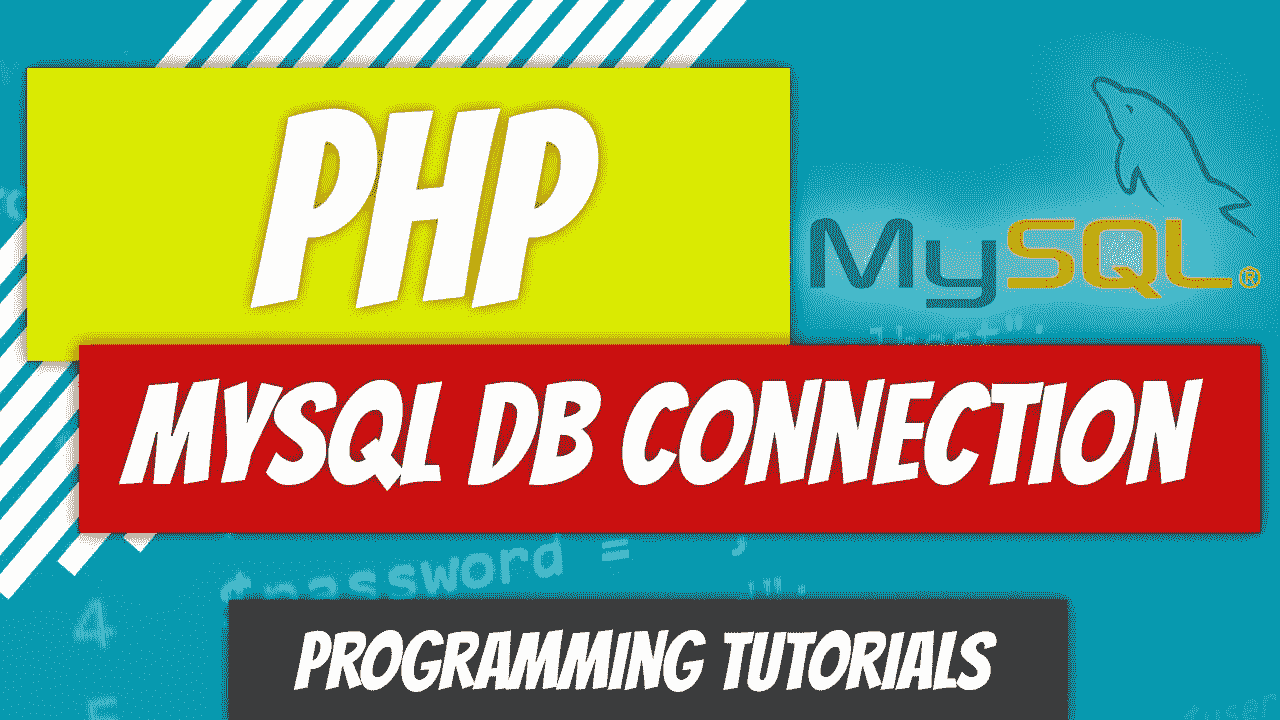 PHP
MySQL®
MYSQL DB CONNECTION
$password =
4
PROGRAMMING TUTORIALS